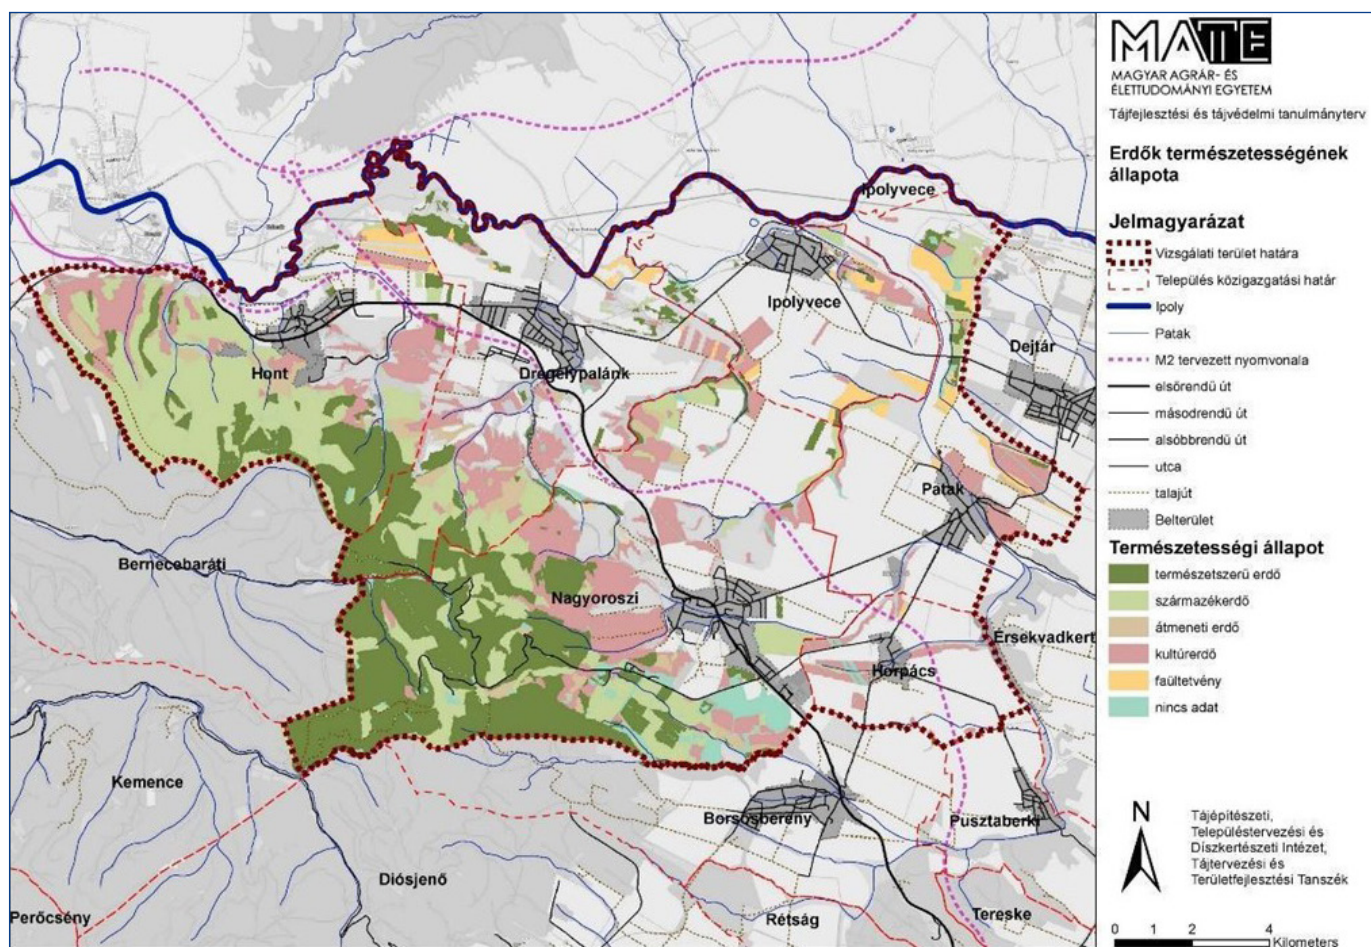 MATE
MAGYAR AGRÁR- ÉS
ÉLETTUDOMÁNYI EGYETEM
Tájfejlesztési és tájvédelmi tanulmányterv
Erdők természetességének
állapota
Jelmagyarázat
Vizsgálati terület határa
Település közigazgatási határ
Ipoly
Patak
M2 tervezett nyomvonala
elsőrendű út
másodrendű út
alsóbbrendű út
utca
talajút
Belterület
Természetességi állapot
természetszerű erdő
származékerdő
átmeneti erdő
kultúrerdő
faültetvény
nincs adat
N
Tájépítészeti,
Településtervezési és
Díszkertészeti Intézet,
Tájtervezési és
Területfejlesztési Tanszék
0 1 2 4
Kilometers
Ipolyvece
Ipolyvece
Dejtár
Hont
Drégelypalánk
Patak
Bernecebaráti
Nagyoroszi
Érsekvadkert
Horpács
Kemence
Borsosberény
Pusztaberki
Diósjenő
Perőcsény
Rétság
Tereske